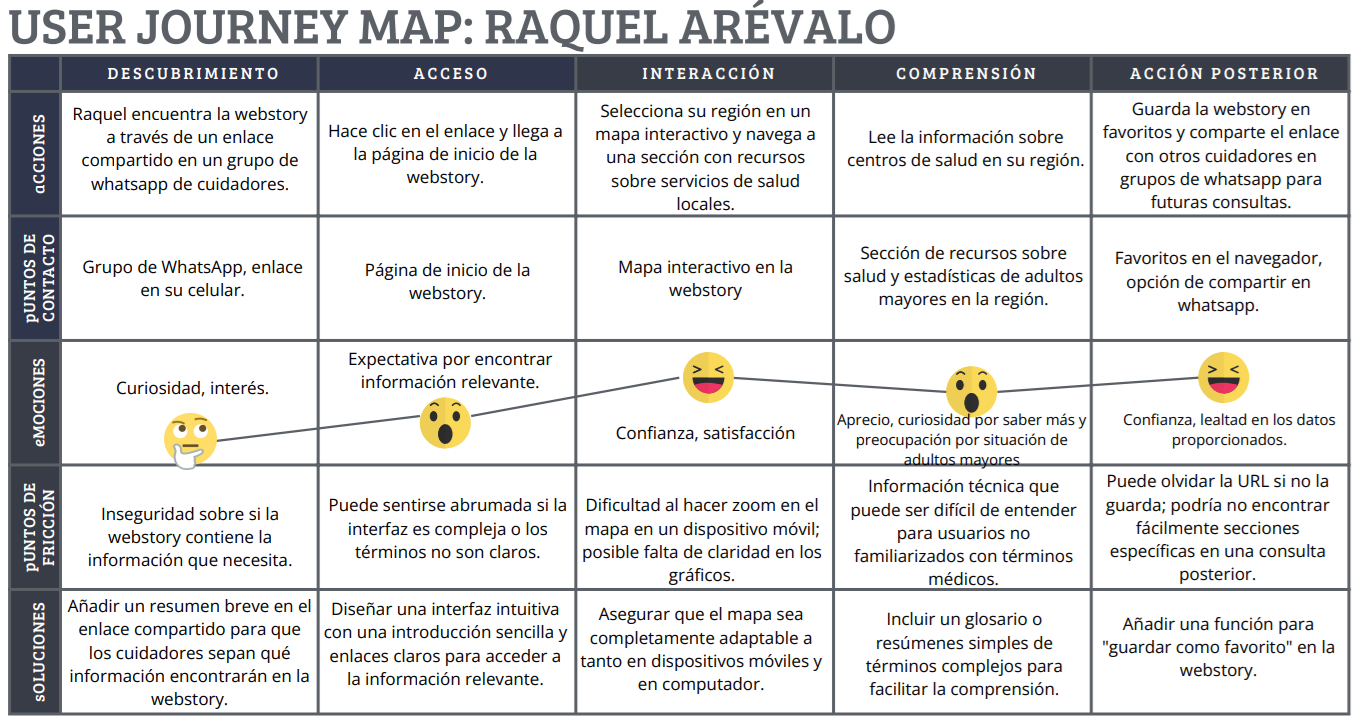 USER JOURNEY MAP: RAQUEL ARÉVALO
DESCUBRIMIENTO
ACCESO
INTERACCIÓN
COMPRENSIÓN
ACCIÓN POSTERIOR
aCCIONES
Raquel encuentra la webstory
a través de un enlace
compartido en un grupo de
whatsapp de cuidadores.
Hace clic en el enlace y llega a
la página de inicio de la
webstory.
Selecciona su región en un
mapa interactivo y navega a
una sección con recursos
sobre servicios de salud
locales.
Lee la información sobre
centros de salud en su región.
Guarda la webstory en
favoritos y comparte el enlace
con otros cuidadores en
grupos de whatsapp para
futuras consultas.
pUNTOS DE
CONTACTO
Grupo de WhatsApp, enlace
en su celular.
Página de inicio de la
webstory.
Mapa interactivo en la
webstory
Sección de recursos sobre
salud y estadísticas de adultos
mayores en la región.
Favoritos en el navegador,
opción de compartir en
whatsapp.
eMOCIONES
Curiosidad, interés.
Expectativa por encontrar
información relevante.
Confianza, satisfacción
Aprecio, curiosidad por saber más y
preocupación por situación de
adultos mayores
Confianza, lealtad en los datos
proporcionados.
pUNTOS DE
FRICCIÓN
Inseguridad sobre si la
webstory contiene la
información que necesita.
Puede sentirse abrumada si la
interfaz es compleja o los
términos no son claros.
Dificultad al hacer zoom en el
mapa en un dispositivo móvil;
posible falta de claridad en los
gráficos.
Información técnica que
puede ser difícil de entender
para usuarios no
familiarizados con términos
médicos.
Puede olvidar la URL si no la
guarda; podría no encontrar
fácilmente secciones
específicas en una consulta
posterior.
sOLUCIONES
Añadir un resumen breve en el
enlace compartido para que
los cuidadores sepan qué
información encontrarán en la
webstory.
Diseñar una interfaz intuitiva
con una introducción sencilla y
enlaces claros para acceder a
la información relevante.
Asegurar que el mapa sea
completamente adaptable a
tanto en dispositivos móviles y
en computador.
Incluir un glosario o
resúmenes simples de
términos complejos para
facilitar la comprensión.
Añadir una función para
"guardar como favorito" en la
webstory.